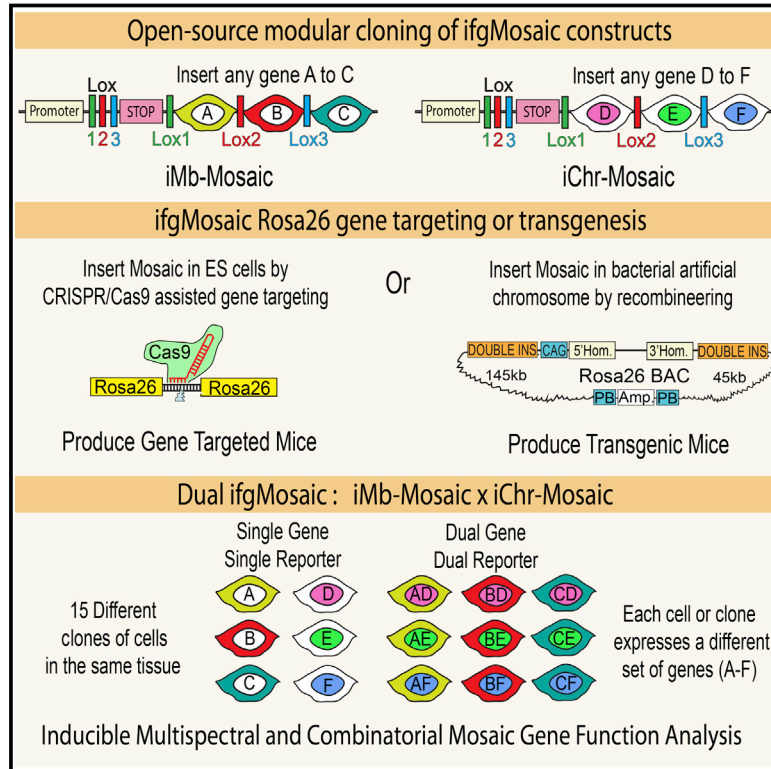 Open-source modular cloning of ifgMosaic constructs
Lox
Insert any gene A to C
Promoter
STOP
A
B
C
1 2 3
Lox1
Lox2
Lox3
iMb-Mosaic
Lox
Insert any gene D to F
Promoter
STOP
D
E
F
1 2 3
Lox1
Lox2
Lox3
iChr-Mosaic
ifgMosaic Rosa26 gene targeting or transgenesis
Insert Mosaic in ES cells by
CRISPR/Cas9 assisted gene targeting
Cas9
Rosa26
Rosa26
Produce Gene Targeted Mice
Or
Insert Mosaic in bacterial artificial
chromosome by recombineering
DOUBLE INS
CAG
5'Hom.
3'Hom.
DOUBLE INS
145kb
Rosa26 BAC
45kb
PB
Amp.
PB
Produce Transgenic Mice
Dual ifgMosaic : iMb-Mosaic x iChr-Mosaic
Single Gene
Single Reporter
Dual Gene
Dual Reporter
15 Different
clones of cells
in the same tissue
A D AD BD CD
B E AE BE CE
C F AF BF CF
Each cell or clone
expresses a different
set of genes (A-F)
Inducible Multispectral and Combinatorial Mosaic Gene Function Analysis